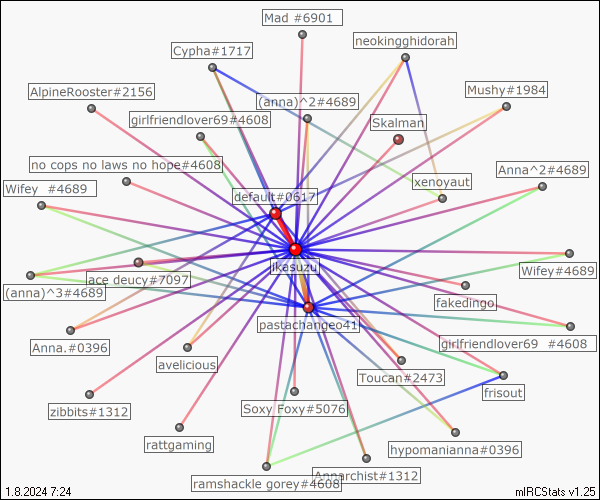 Mad #6901
neokingghidorah
Cypha#1717
AlpineRooster#2156
(anna)^2#4689
Mushy#1984
girlfriendlover69#4608
Skalman
no cops no laws no hope#4608
Anna^2#4689
Wifey #4689
xenoyaut
default#0617
ikasuzu
Wifey#4689
ace deucy#7097
(anna)^3#4689
fakedingo
pastachangeo41
Anna.#0396
girlfriendlover69 #4608
avelicious
Toucan#2473
frisout
zibbits#1312
Soxy Foxy#5076
rattgaming
hypomanianna#0396
Annarchist#1312
ramshackle gorey#4608
1.8.2024 7:24
mIRCStats v1.25